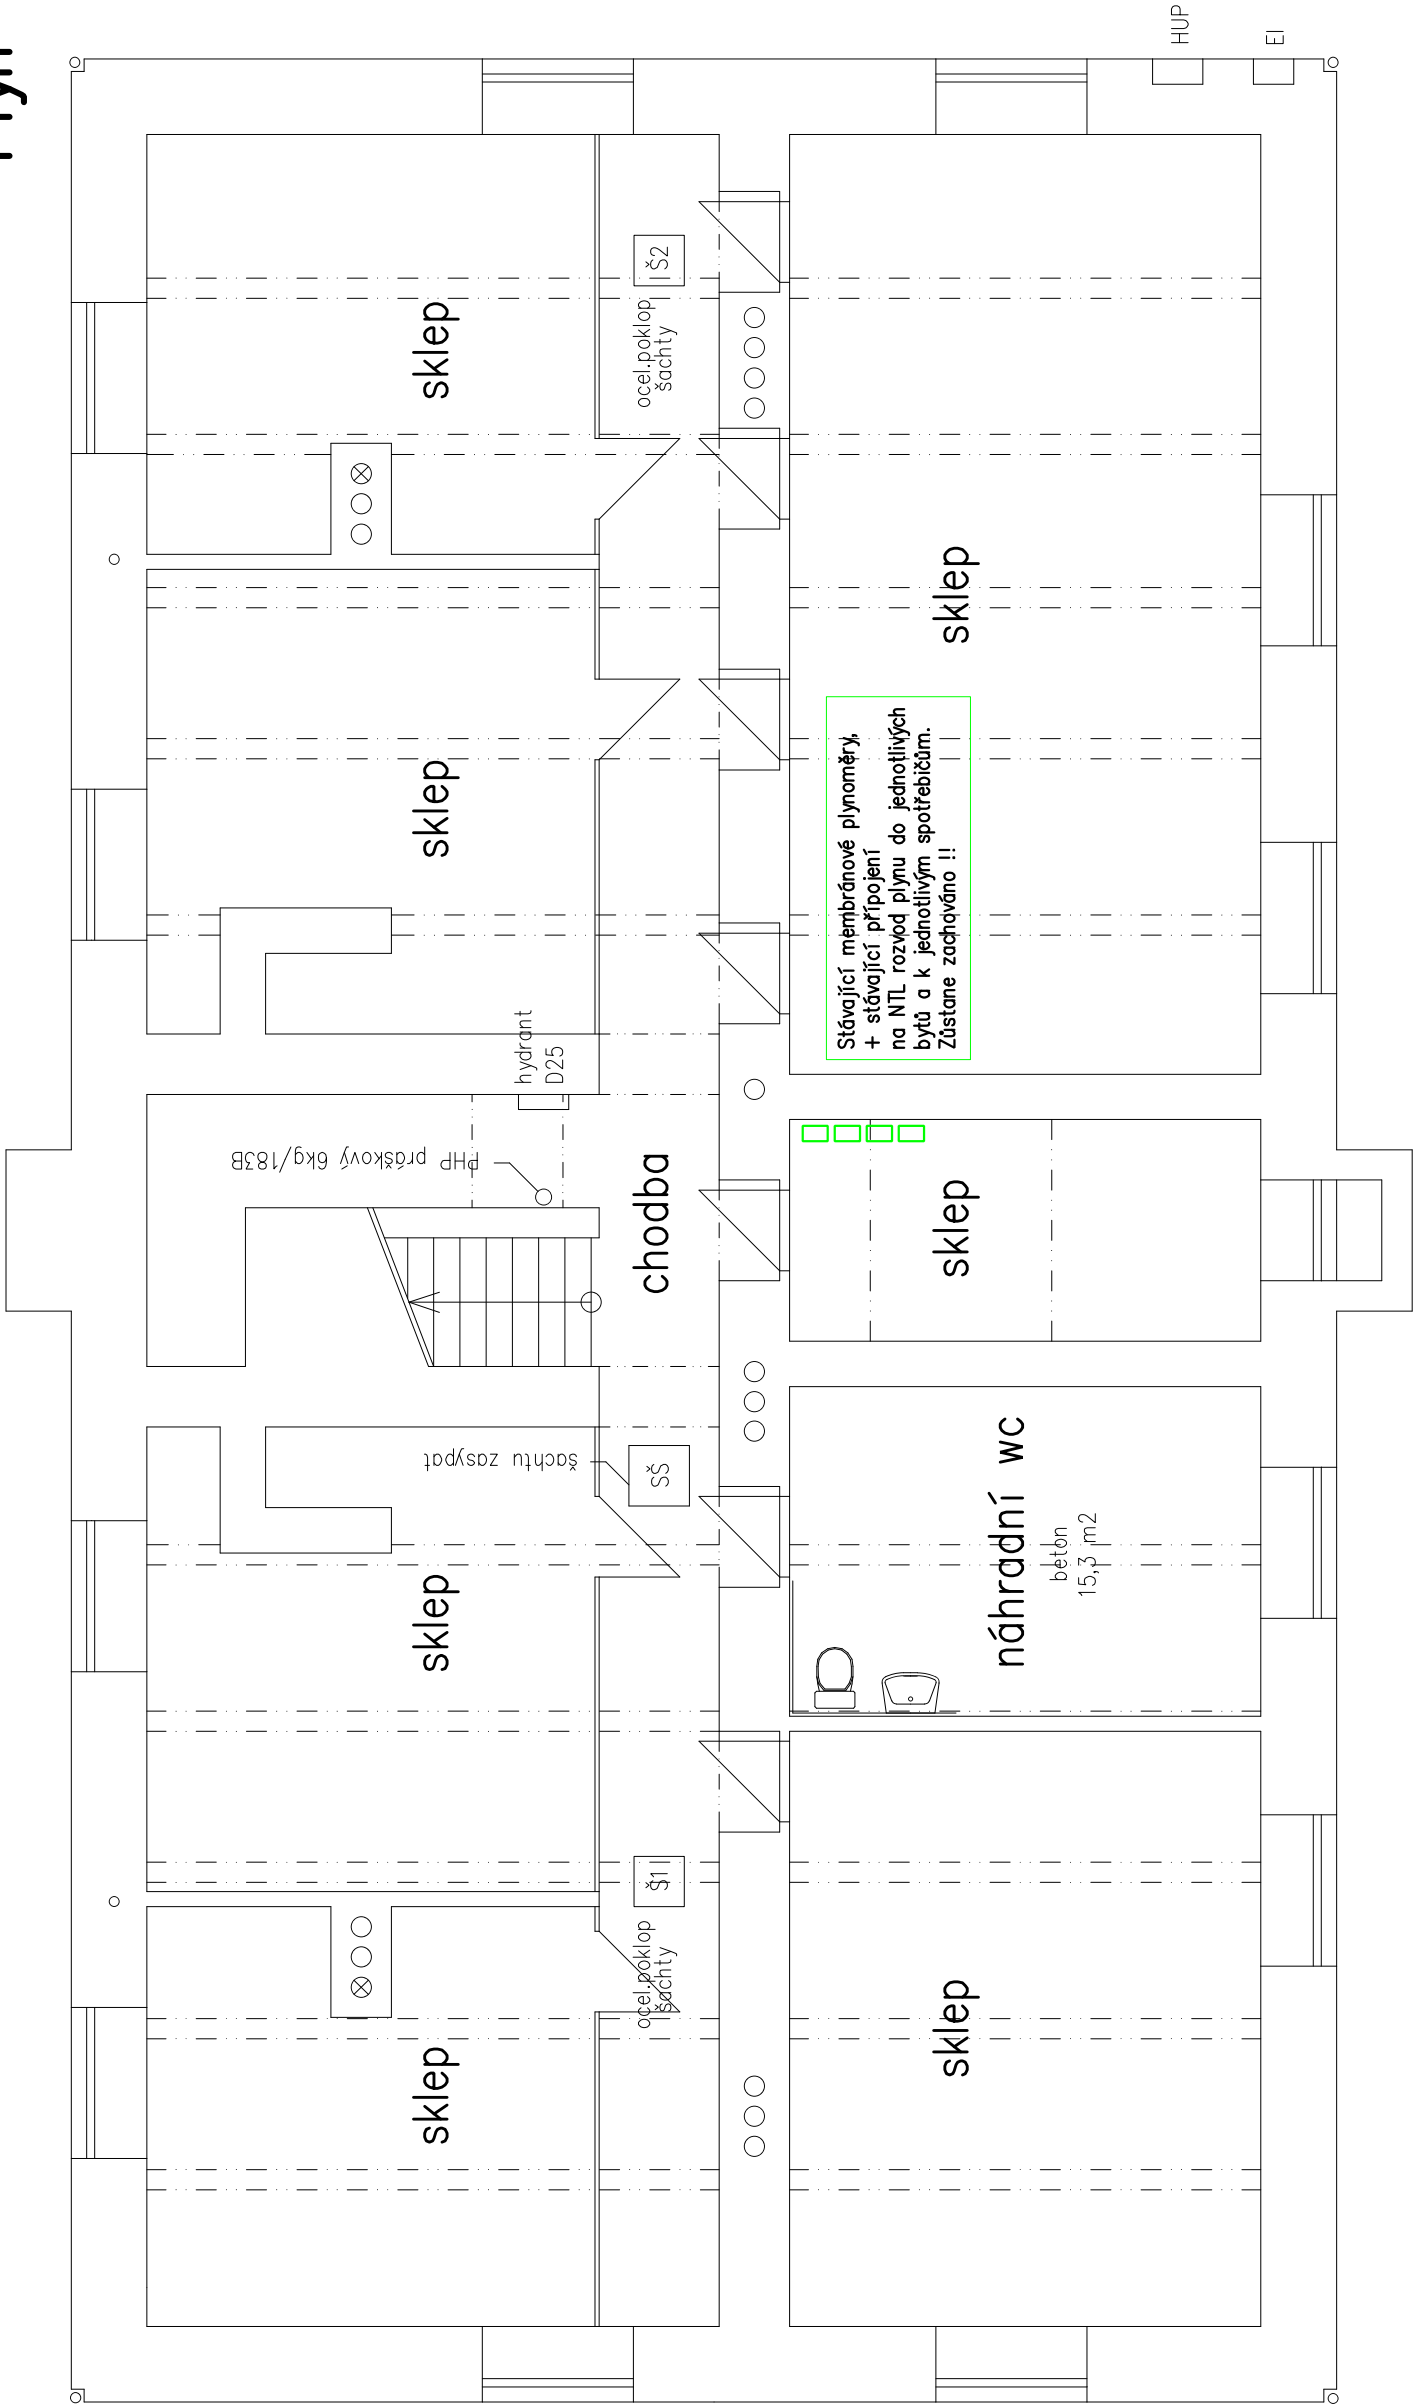 HUP
El
sklep
Š2
ocel.poklop
šachty
sklep
sklep
Stávající membránové plynoměry,
+ stávající připojení
na NTL rozvod plynu do jednotlivých
bytů a k jednotlivým spotřebičům.
Zůstane zachováno !!
hydrant
D25
PHP práškový 6kg/183B
chodba
sklep
šachtu zasypat
SŠ
náhradní wc
beton
15,3 m2
sklep
Š1
ocel.poklop
šachty
sklep
sklep